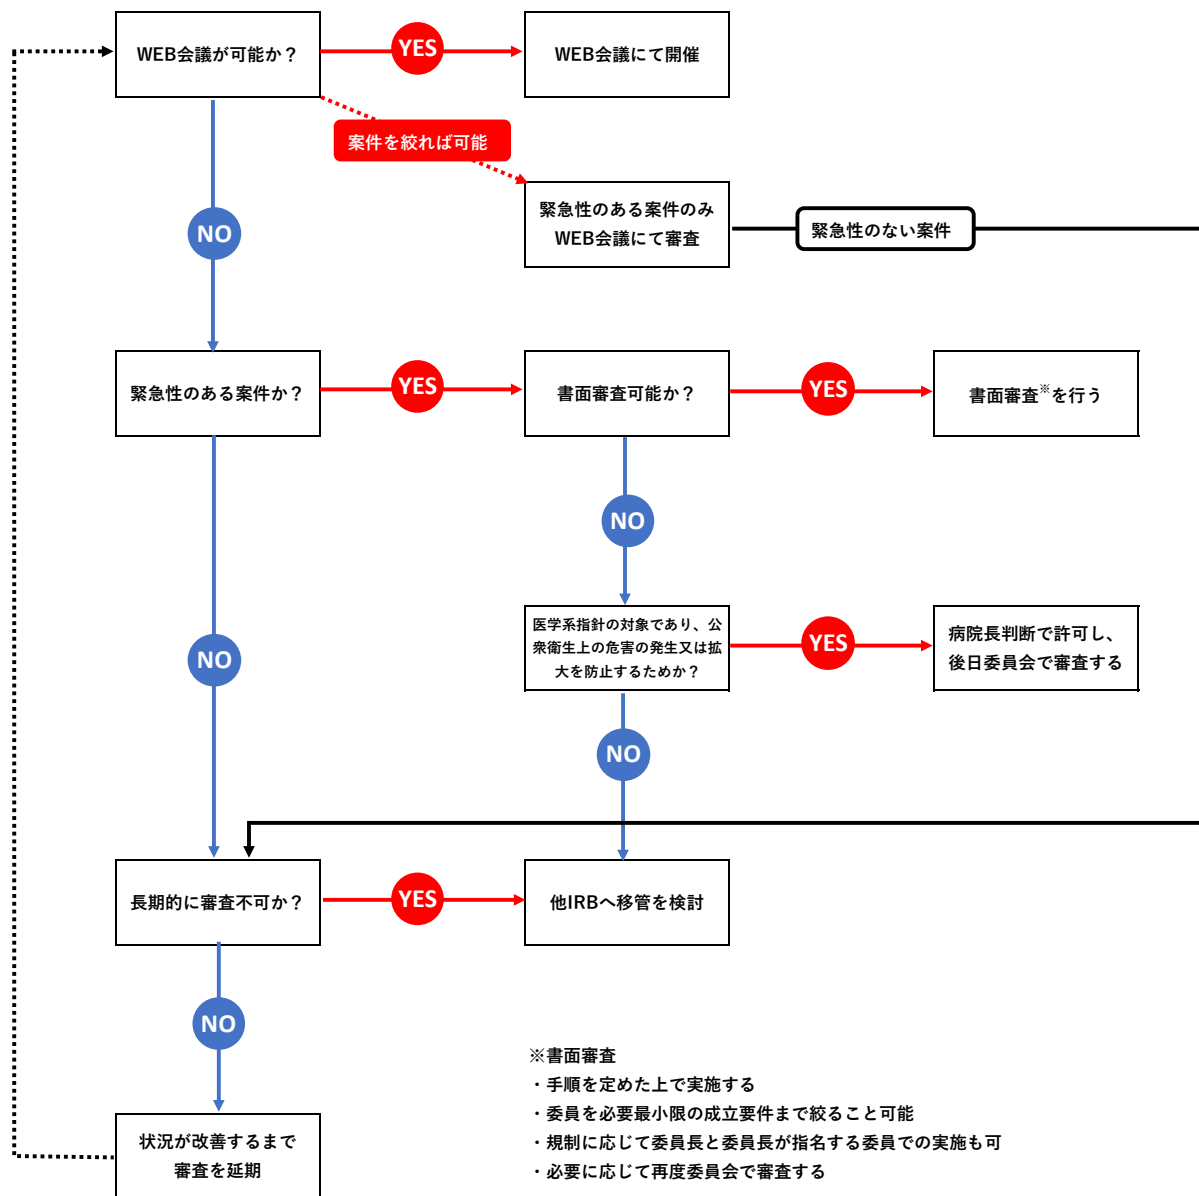 WEB会議が可能か？
YES
WEB会議にて開催
案件を絞れば可能
緊急性のある案件のみ
WEB会議にて審査
緊急性のない案件
NO
緊急性のある案件か？
YES
書面審査可能か？
YES
書面審査※を行う
NO
医学系指針の対象であり、公
衆衛生上の危害の発生又は拡
大を防止するためか？
YES
病院長判断で許可し、
後日委員会で審査する
NO
NO
長期的に審査不可か？
YES
他IRBへ移管を検討
NO
状況が改善するまで
審査を延期
※書面審査
・手順を定めた上で実施する
・委員を必要最小限の成立要件まで絞ること可能
・規制に応じて委員長と委員長が指名する委員での実施も可
・必要に応じて再度委員会で審査する